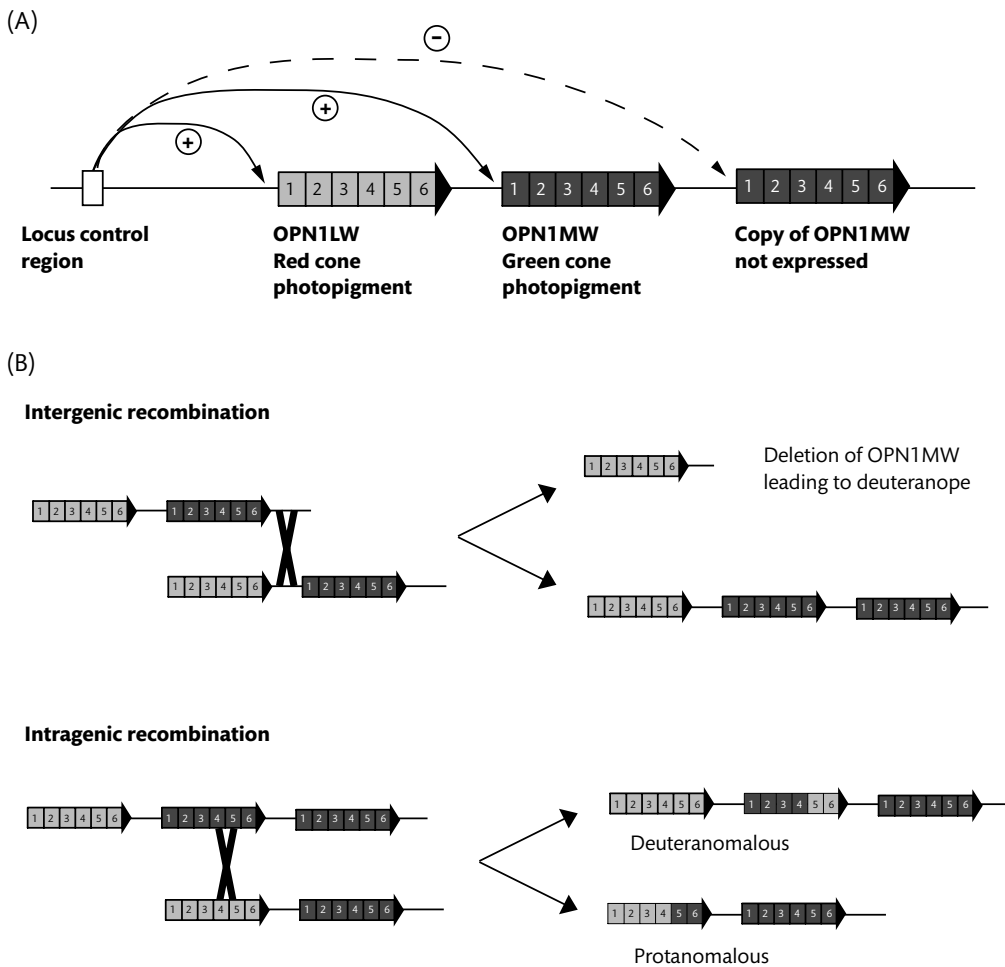 (A)
−
+
+
1 2 3 4 5 6
1 2 3 4 5 6
1 2 3 4 5 6
Locus control
region
OPN1LW
Red cone
photopigment
OPN1MW
Green cone
photopigment
Copy of OPN1MW
not expressed
(B)
Intergenic recombination
1 2 3 4 5 6
Deletion of OPN1MW
leading to deuteranope
1 2 3 4 5 6
1 2 3 4 5 6
1 2 3 4 5 6
1 2 3 4 5 6
1 2 3 4 5 6
1 2 3 4 5 6
1 2 3 4 5 6
Intragenic recombination
1 2 3 4 5 6
1 2 3 4 5 6
1 2 3 4 5 6
1 2 3 4 5 6
1 2 3 4 5 6
1 2 3 4 5 6
Deuteranomalous
1 2 3 4 5 6
1 2 3 4 5 6
1 2 3 4 5 6
1 2 3 4 5 6
Protanomalous